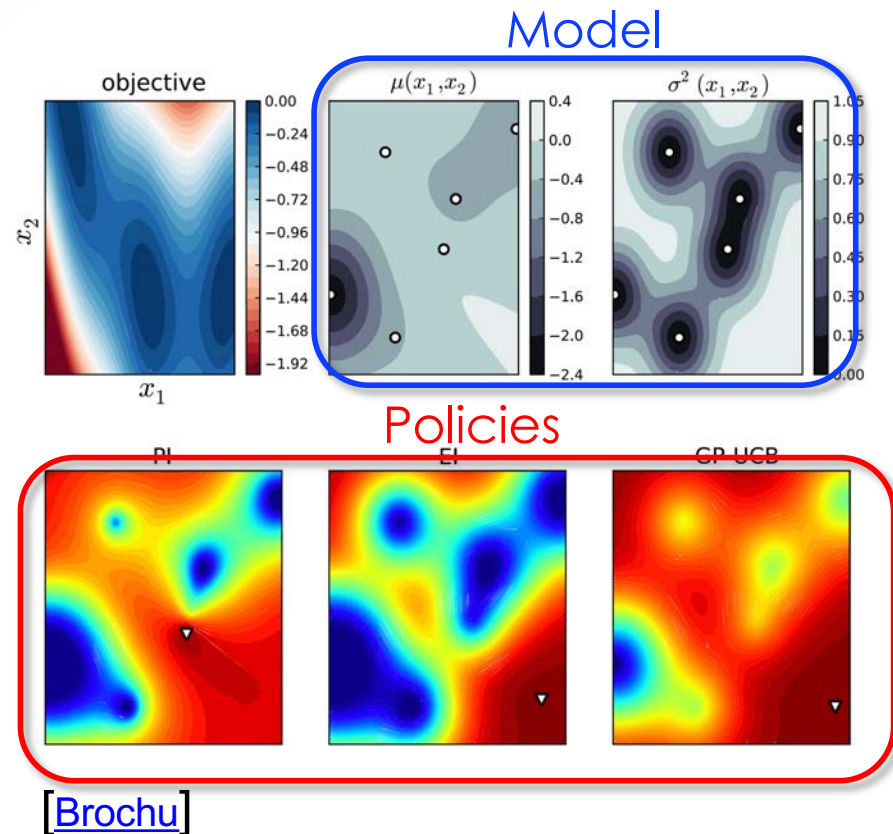 Model
objective
μ(x₁,x₂)
σ² (x₁,x₂)
0.00
−0.24
−0.48
−0.72
−0.96
−1.20
−1.44
−1.68
−1.92
0.4
0.0
−0.4
−0.8
−1.2
−1.6
−2.0
−2.4
1.05
0.90
0.75
0.60
0.45
0.30
0.15
0.00
x₂
x₁
Policies
PI
EI
GP-UCB
[Brochu]